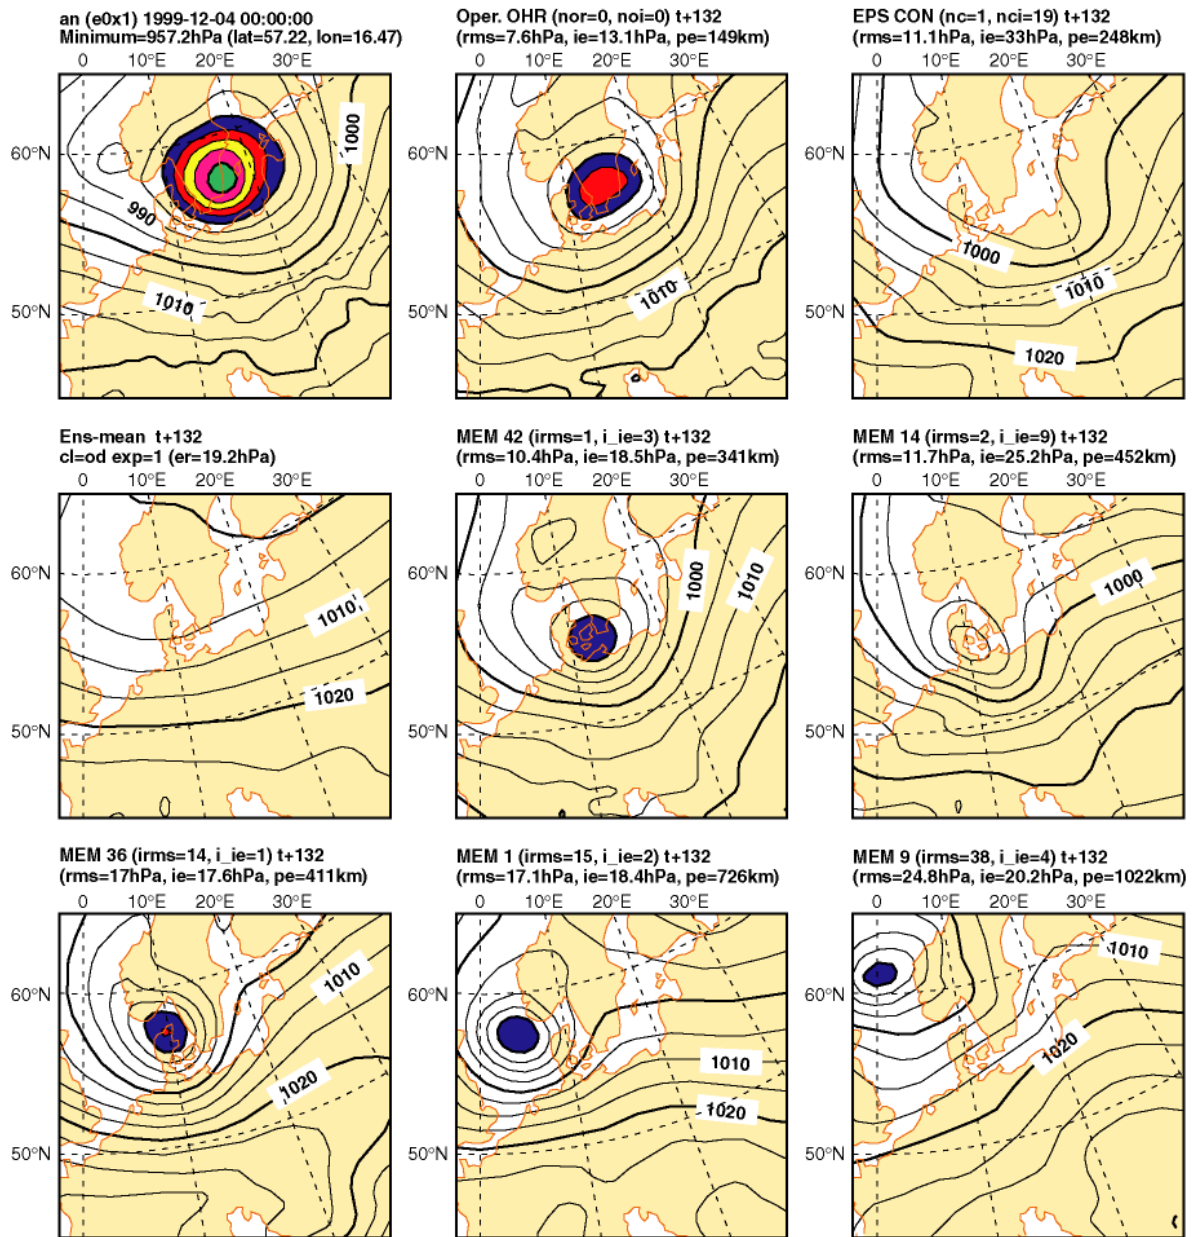 an (e0x1) 1999-12-04 00:00:00
Minimum=957.2hPa (lat=57.22, lon=16.47)
0 10°E 20°E 30°E
60°N
50°N
1000
990
1010
Oper. OHR (nor=0, noi=0) t+132
(rms=7.6hPa, ie=13.1hPa, pe=149km)
0 10°E 20°E 30°E
1010
EPS CON (nc=1, nci=19) t+132
(rms=11.1hPa, ie=33hPa, pe=248km)
0 10°E 20°E 30°E
1000
1010
1020
Ens-mean t+132
cl=od exp=1 (er=19.2hPa)
60°N
50°N
1010
1020
MEM 42 (irms=1, i_ie=3) t+132
(rms=10.4hPa, ie=18.5hPa, pe=341km)
0 10°E 20°E 30°E
60°N
50°N
1000
1010
MEM 14 (irms=2, i_ie=9) t+132
(rms=11.7hPa, ie=25.2hPa, pe=452km)
0 10°E 20°E 30°E
60°N
50°N
1000
MEM 36 (irms=14, i_ie=1) t+132
(rms=17hPa, ie=17.6hPa, pe=411km)
0 10°E 20°E 30°E
60°N
50°N
1010
1020
MEM 1 (irms=15, i_ie=2) t+132
(rms=17.1hPa, ie=18.4hPa, pe=726km)
0 10°E 20°E 30°E
60°N
50°N
1010
1020
MEM 9 (irms=38, i_ie=4) t+132
(rms=24.8hPa, ie=20.2hPa, pe=1022km)
0 10°E 20°E 30°E
60°N
50°N
1010
1020